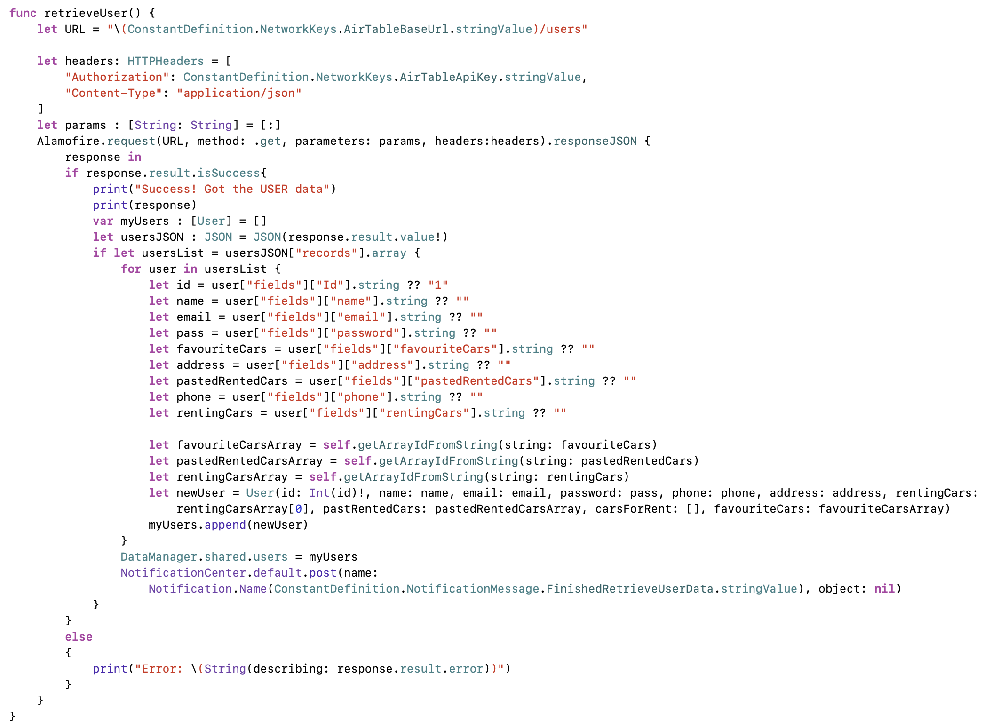 func retrieveUser() {
    let URL = "\(ConstantDefinition.NetworkKeys.AirTableBaseUrl.stringValue)/users"

    let headers: HTTPHeaders = [
        "Authorization": ConstantDefinition.NetworkKeys.AirTableApiKey.stringValue,
        "Content-Type": "application/json"
    ]
    let params : [String: String] = [:]
    Alamofire.request(URL, method: .get, parameters: params, headers:headers).responseJSON {
        response in
        if response.result.isSuccess{
            print("Success! Got the USER data")
            print(response)
            var myUsers : [User] = []
            let usersJSON : JSON = JSON(response.result.value!)
            if let usersList = usersJSON["records"].array {
                for user in usersList {
                    let id = user["fields"]["Id"].string ?? "1"
                    let name = user["fields"]["name"].string ?? ""
                    let email = user["fields"]["email"].string ?? ""
                    let pass = user["fields"]["password"].string ?? ""
                    let favouriteCars = user["fields"]["favouriteCars"].string ?? ""
                    let address = user["fields"]["address"].string ?? ""
                    let pastedRentedCars = user["fields"]["pastedRentedCars"].string ?? ""
                    let phone = user["fields"]["phone"].string ?? ""
                    let rentingCars = user["fields"]["rentingCars"].string ?? ""

                    let favouriteCarsArray = self.getArrayIdFromString(string: favouriteCars)
                    let pastedRentedCarsArray = self.getArrayIdFromString(string: pastedRentedCars)
                    let rentingCarsArray = self.getArrayIdFromString(string: rentingCars)
                    let newUser = User(id: Int(id)!, name: name, email: email, password: pass, phone: phone, address: address, rentingCars:
                        rentingCarsArray[0], pastRentedCars: pastedRentedCarsArray, carsForRent: [], favouriteCars: favouriteCarsArray)
                    myUsers.append(newUser)
                }
                DataManager.shared.users = myUsers
                NotificationCenter.default.post(name:
                    Notification.Name(ConstantDefinition.NotificationMessage.FinishedRetrieveUserData.stringValue), object: nil)
            }
        }
        else
        {
            print("Error: \(String(describing: response.result.error))")
        }
    }
}